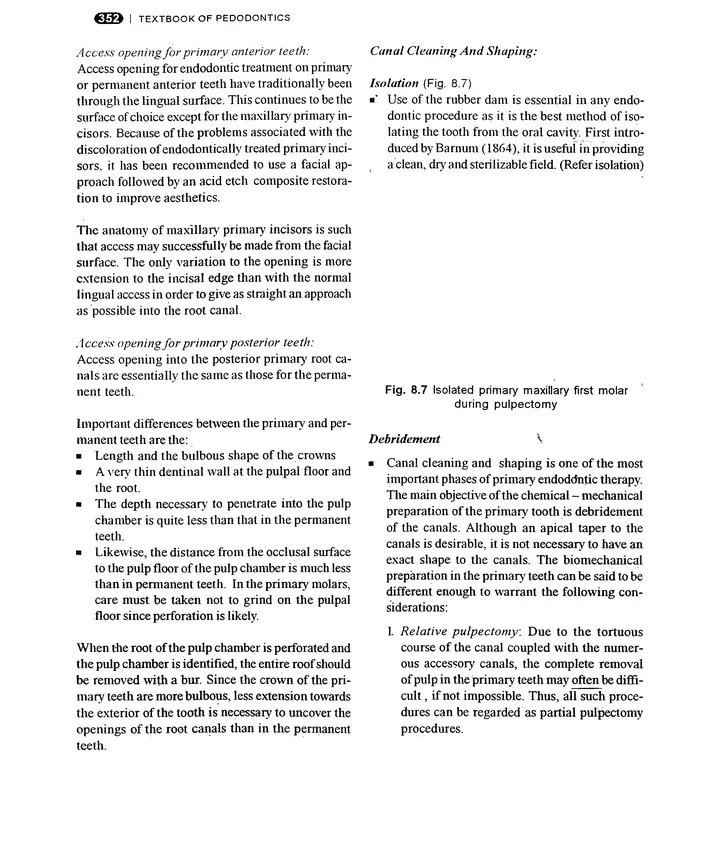 352 | TEXTBOOK OF PEDODONTICS
Access opening for primary anterior teeth:
Access opening for endodontic treatment on primary
or permanent anterior teeth have traditionally been
through the lingual surface. This continues to be the
surface of choice except for the maxillary primary in-
cisors. Because of the problems associated with the
discoloration of endodontically treated primary inci-
sors, it has been recommended to use a facial ap-
proach followed by an acid etch composite restora-
tion to improve aesthetics.
The anatomy of maxillary primary incisors is such
that access may successfully be made from the facial
surface. The only variation to the opening is more
extension to the incisal edge than with the normal
lingual access in order to give as straight an approach
as possible into the root canal.
Access opening for primary posterior teeth:
Access opening into the posterior primary root ca-
nals are essentially the same as those for the perma-
nent teeth.
Important differences between the primary and per-
manent teeth are the:
■ Length and the bulbous shape of the crowns
■ A very thin dentinal wall at the pulpal floor and
the root.
■ The depth necessary to penetrate into the pulp
chamber is quite less than that in the permanent
teeth.
■ Likewise, the distance from the occlusal surface
to the pulp floor of the pulp chamber is much less
than in permanent teeth. In the primary molars,
care must be taken not to grind on the pulpal
floor since perforation is likely.
When the root of the pulp chamber is perforated and
the pulp chamber is identified, the entire roof should
be removed with a bur. Since the crown of the pri-
mary teeth are more bulbous, less extension towards
the exterior of the tooth is necessary to uncover the
openings of the root canals than in the permanent
teeth.
Canal Cleaning And Shaping:
Isolation (Fig. 8.7)
■ Use of the rubber dam is essential in any endo-
dontic procedure as it is the best method of iso-
lating the tooth from the oral cavity. First intro-
duced by Barnum (1864), it is useful in providing
a clean, dry and sterilizable field. (Refer isolation)
Fig. 8.7 Isolated primary maxillary first molar
during pulpectomy
Debridement
■ Canal cleaning and shaping is one of the most
important phases of primary endodontic therapy.
The main objective of the chemical – mechanical
preparation of the primary tooth is debridement
of the canals. Although an apical taper to the
canals is desirable, it is not necessary to have an
exact shape to the canals. The biomechanical
preparation in the primary teeth can be said to be
different enough to warrant the following con-
siderations:
1. Relative pulpectomy: Due to the tortuous
course of the canal coupled with the numer-
ous accessory canals, the complete removal
of pulp in the primary teeth may often be diffi-
cult , if not impossible. Thus, all such proce-
dures can be regarded as partial pulpectomy
procedures.